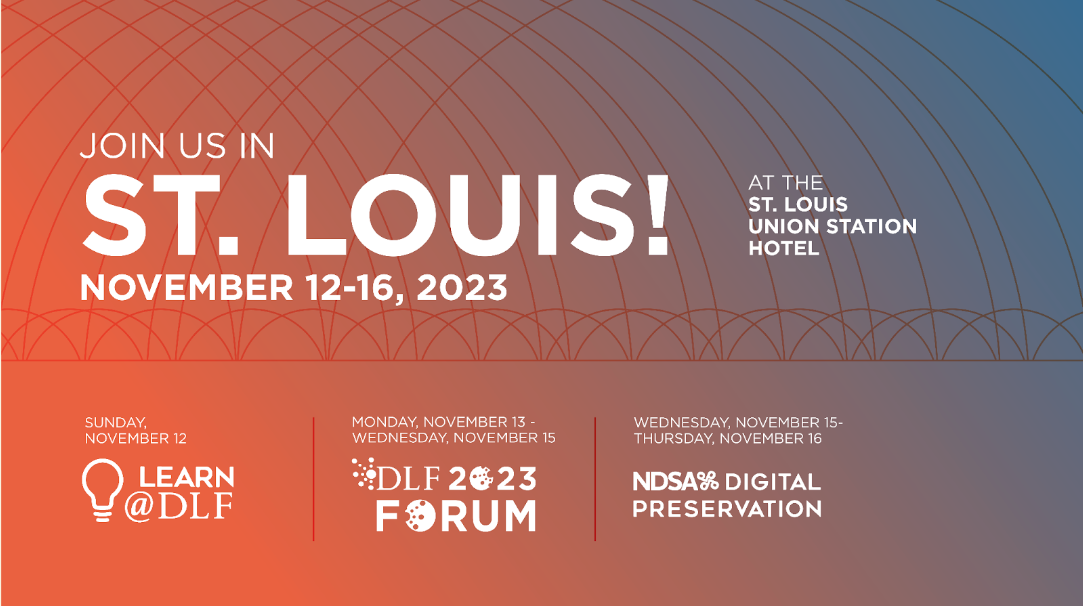 JOIN US IN
ST. LOUIS!
NOVEMBER 12-16, 2023
AT THE
ST. LOUIS
UNION STATION
HOTEL
SUNDAY,
NOVEMBER 12
LEARN
@DLF
MONDAY, NOVEMBER 13 -
WEDNESDAY, NOVEMBER 15
DLF 2023
FORUM
WEDNESDAY, NOVEMBER 15-
THURSDAY, NOVEMBER 16
NDSA DIGITAL
PRESERVATION